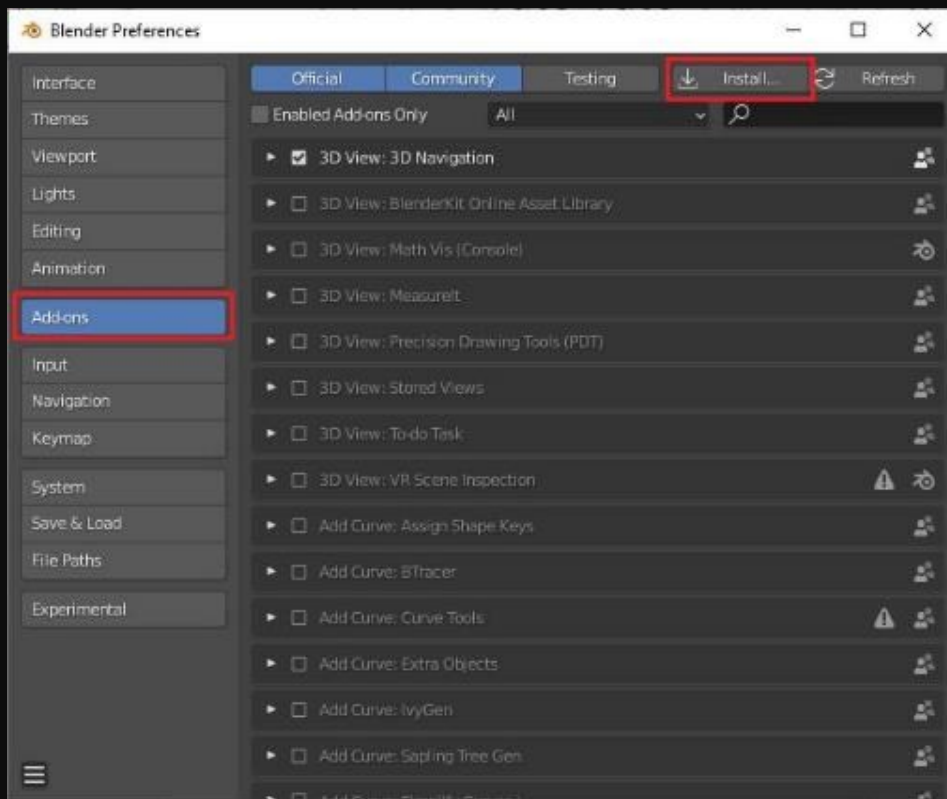 Blender Preferences
Interface
Themes
Viewport
Lights
Editing
Animation
Add-ons
Input
Navigation
Keymap
System
Save & Load
File Paths
Experimental
Official Community Testing Install... Refresh
Enabled Add-ons Only All
3D View: 3D Navigation
3D View: BlenderKit Online Asset Library
3D View: Math Vis (Console)
3D View: MeasureIt
3D View: Precision Drawing Tools (PDT)
3D View: Stored Views
3D View: To-do Task
3D View: VR Scene Inspection
Add Curve: Assign Shape Keys
Add Curve: BTracer
Add Curve: Curve Tools
Add Curve: Extra Objects
Add Curve: IvyGen
Add Curve: Sapling Tree Gen